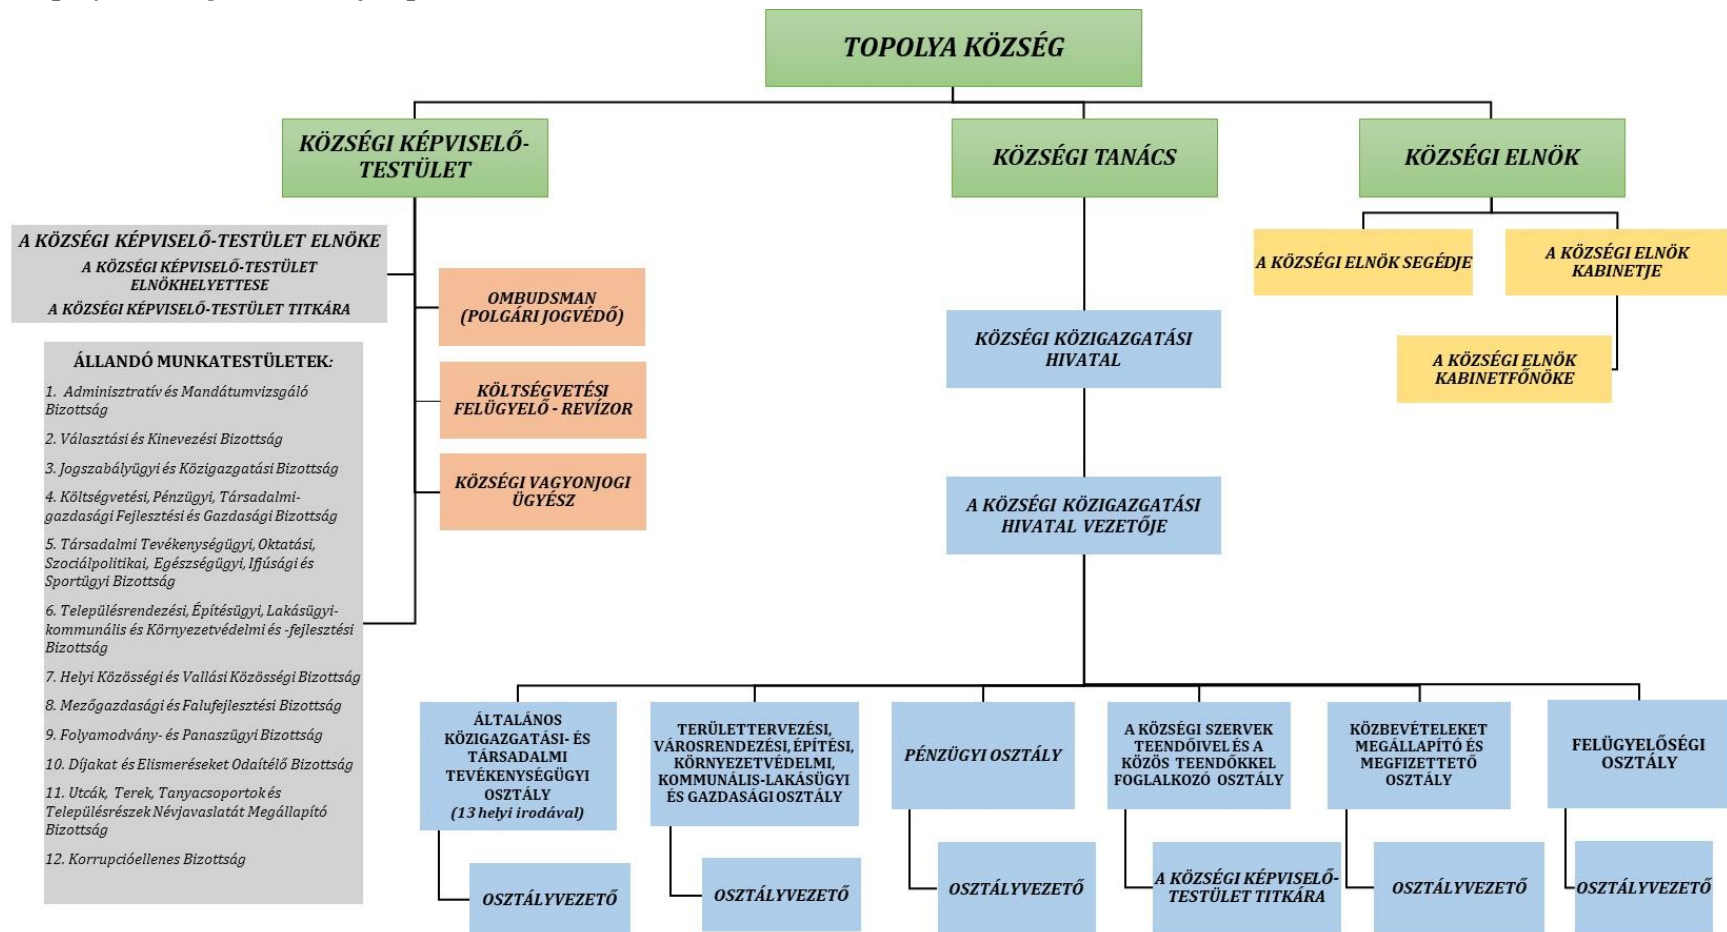 TOPOLYA KÖZSÉG
KÖZSÉGI KÉPVISELŐ-
TESTÜLET
KÖZSÉGI TANÁCS
KÖZSÉGI ELNÖK
A KÖZSÉGI KÉPVISELŐ-TESTÜLET ELNÖKE
A KÖZSÉGI KÉPVISELŐ-TESTÜLET
ELNÖKHELYETTESE
A KÖZSÉGI KÉPVISELŐ-TESTÜLET TITKÁRA
OMBUDSMAN
(POLGÁRI JOGVÉDŐ)
KÖLTSÉGVETÉSI
FELÜGYELŐ - REVÍZOR
KÖZSÉGI VAGYONJOGI
ÜGYÉSZ
ÁLLANDÓ MUNKATESTÜLETEK:
1. Adminisztratív és Mandátumvizsgáló
Bizottság
2. Választási és Kinevezési Bizottság
3. Jogszabályügyi és Közigazgatási Bizottság
4. Költségvetési, Pénzügyi, Társadalmi-
gazdasági Fejlesztési és Gazdasági Bizottság
5. Társadalmi Tevékenységügyi, Oktatási,
Szociálpolitikai, Egészségügyi, Ifjúsági és
Sportügyi Bizottság
6. Településrendezési, Építésügyi, Lakásügyi-
kommunális és Környezetvédelmi és -fejlesztési
Bizottság
7. Helyi Közösségi és Vallási Közösségi Bizottság
8. Mezőgazdasági és Falufejlesztési Bizottság
9. Folyamodvány- és Panaszügyi Bizottság
10. Díjakat és Elismeréseket Odaítélő Bizottság
11. Utcák, Terek, Tanyacsoportok és
Településrészek Névjavaslatát Megállapító
Bizottság
12. Korrupcióellenes Bizottság
KÖZSÉGI KÖZIGAZGATÁSI
HIVATAL
A KÖZSÉGI KÖZIGAZGATÁSI
HIVATAL VEZETŐJE
A KÖZSÉGI ELNÖK SEGÉDJE
A KÖZSÉGI ELNÖK
KABINETJE
A KÖZSÉGI ELNÖK
KABINETFŐNÖKE
ÁLTALÁNOS
KÖZIGAZGATÁSI- ÉS
TÁRSADALMI
TEVÉKENYSÉGÜGYI
OSZTÁLY
(13 helyi irodával)
TERÜLETTERVEZÉSI,
VÁROSRENDEZÉSI, ÉPÍTÉSI,
KÖRNYEZETVÉDELMI,
KOMMUNÁLIS-LAKÁSÜGYI
ÉS GAZDASÁGI OSZTÁLY
PÉNZÜGYI OSZTÁLY
A KÖZSÉGI SZERVEK
TEENDŐIVEL ÉS A
KÖZÖS TEENDŐKKEL
FOGLALKOZÓ OSZTÁLY
KÖZBEVÉTELEKET
MEGÁLLAPÍTÓ ÉS
MEGFIZETTETŐ
OSZTÁLY
FELÜGYELŐSÉGI
OSZTÁLY
OSZTÁLYVEZETŐ
OSZTÁLYVEZETŐ
OSZTÁLYVEZETŐ
A KÖZSÉGI KÉPVISELŐ-
TESTÜLET TITKÁRA
OSZTÁLYVEZETŐ
OSZTÁLYVEZETŐ